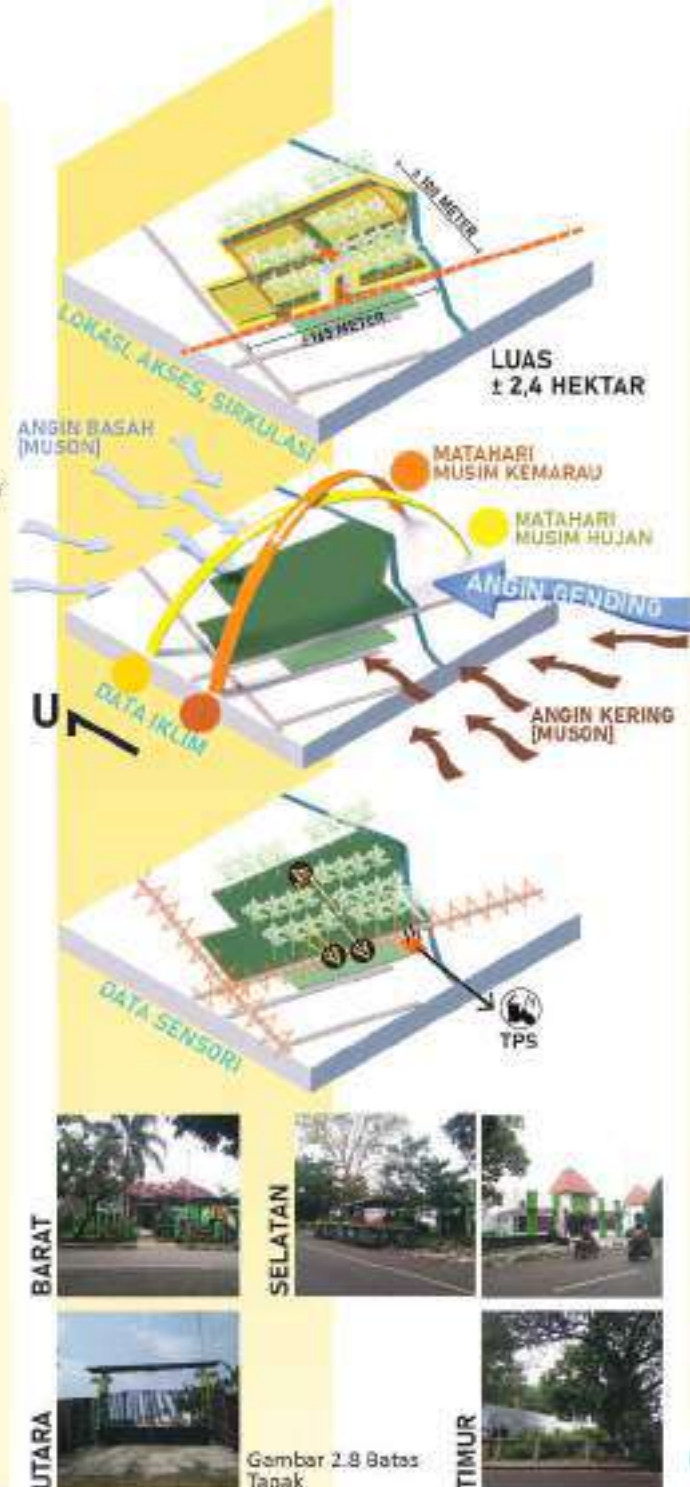 ± 100 METER
± 165 METER
LOKASI, AKSES, SIRKULASI
LUAS
± 2,4 HEKTAR
ANGIN BASAH
[MUSON]
MATAHARI
MUSIM KEMARAU
MATAHARI
MUSIM HUJAN
ANGIN GENDING
U
DATA IKLIM
ANGIN KERING
[MUSON]
DATA SENSORI
TPS
BARAT
SELATAN
UTARA
Gambar 2.8 Batas
Tapak
TIMUR